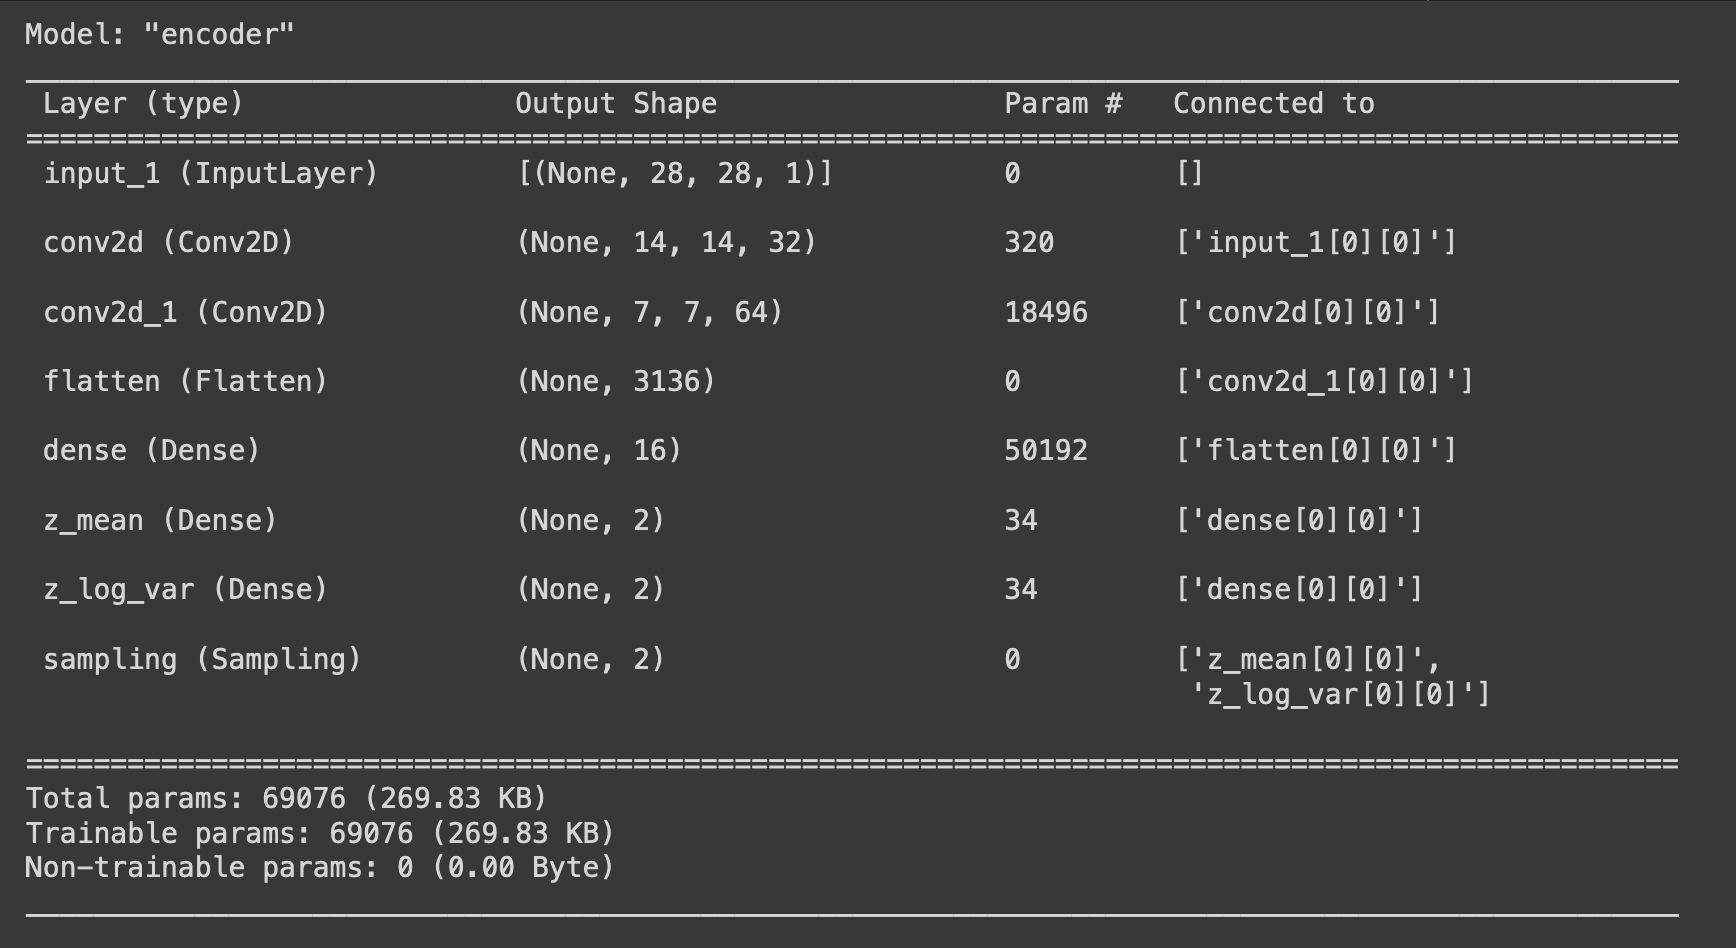 Model: "encoder"
Layer (type) Output Shape Param # Connected to
input_1 (InputLayer) [(None, 28, 28, 1)] 0 []
conv2d (Conv2D) (None, 14, 14, 32) 320 ['input_1[0][0]']
conv2d_1 (Conv2D) (None, 7, 7, 64) 18496 ['conv2d[0][0]']
flatten (Flatten) (None, 3136) 0 ['conv2d_1[0][0]']
dense (Dense) (None, 16) 50192 ['flatten[0][0]']
z_mean (Dense) (None, 2) 34 ['dense[0][0]']
z_log_var (Dense) (None, 2) 34 ['dense[0][0]']
sampling (Sampling) (None, 2) 0 ['z_mean[0][0]',
'z_log_var[0][0]']
Total params: 69076 (269.83 KB)
Trainable params: 69076 (269.83 KB)
Non-trainable params: 0 (0.00 Byte)